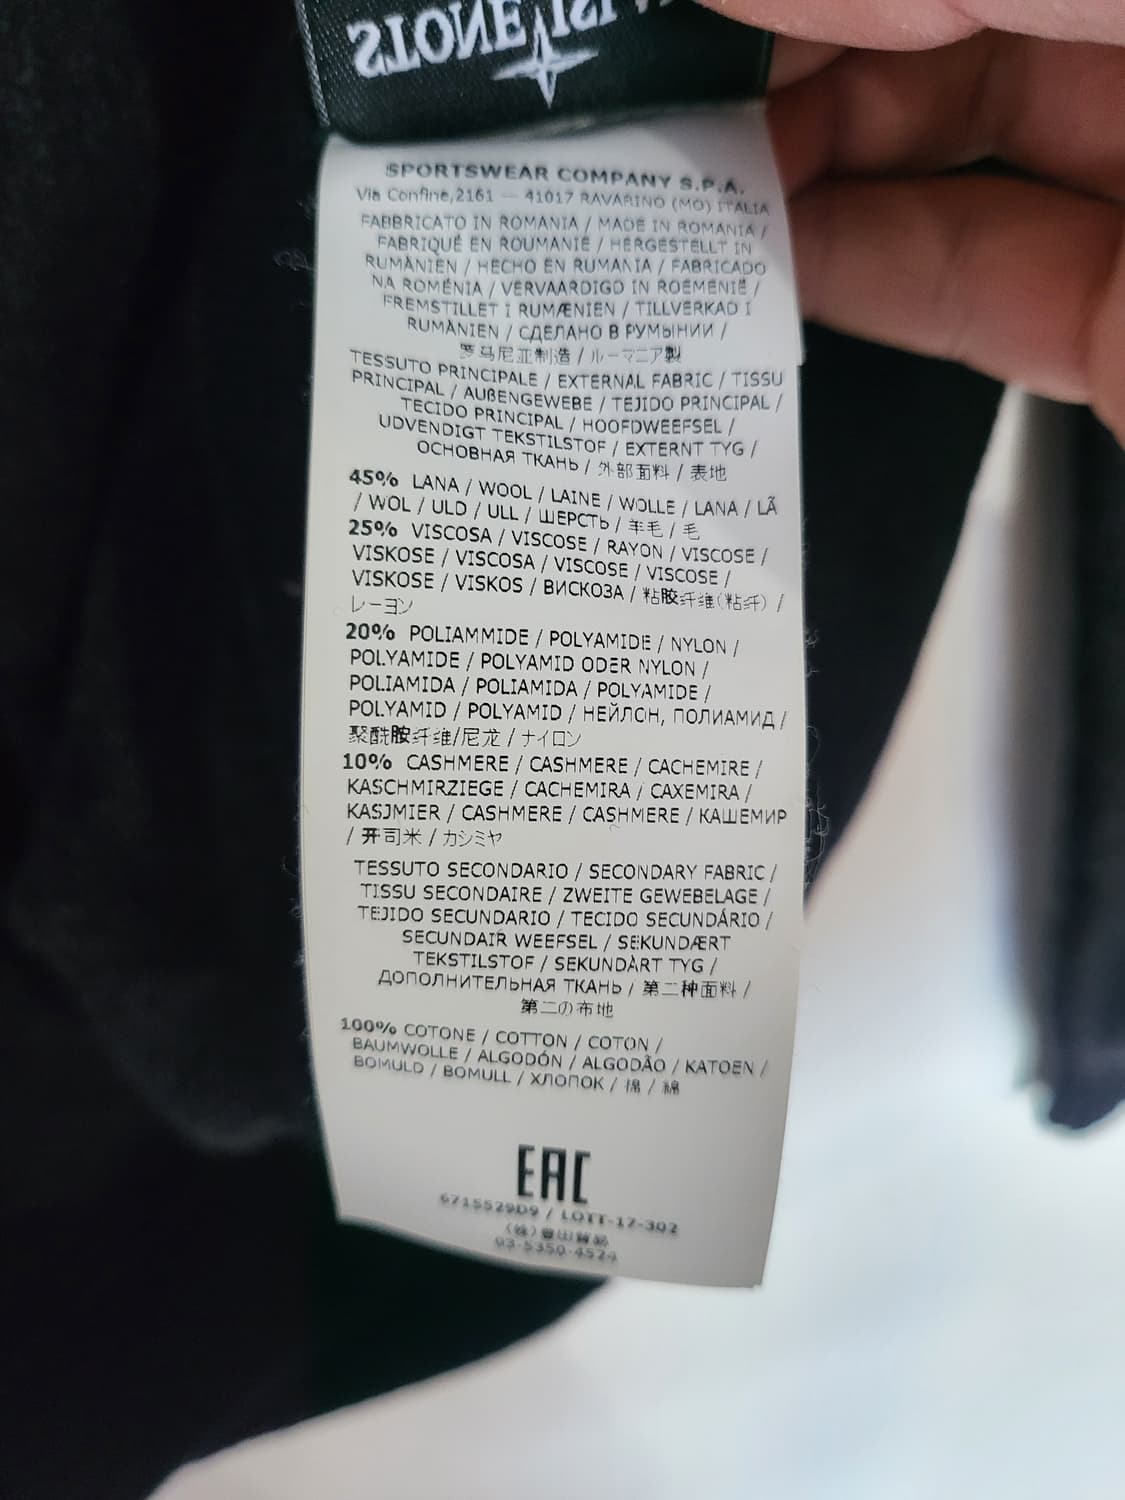 STONE ISLA
SPORTSWEAR COMPANY S.P.A.
Via Confine,2161 — 41017 RAVARINO (MO) ITALIA
FABBRICATO IN ROMANIA / MADE IN ROMANIA /
FABRIQUÉ EN ROUMANIE / HERGESTELLT IN
RUMÄNIEN / HECHO EN RUMANIA / FABRICADO
NA ROMÉNIA / VERVAARDIGD IN ROEMENIË /
FREMSTILLET I RUMÆNIEN / TILLVERKAD I
RUMÄNIEN / СДЕЛАНО В РУМЫНИИ /
罗马尼亚制造 / ルーマニア製
TESSUTO PRINCIPALE / EXTERNAL FABRIC / TISSU
PRINCIPAL / AUßENGEWEBE / TEJIDO PRINCIPAL /
TECIDO PRINCIPAL / HOOFDWEEFSEL /
UDVENDIGT TEKSTILSTOF / EXTERNT TYG /
ОСНОВНАЯ ТКАНЬ / 外部面料 / 表地
45% LANA / WOOL / LAINE / WOLLE / LANA / LÃ
/ WOL / ULD / ULL / ШЕРСТЬ / 羊毛 / 毛
25% VISCOSA / VISCOSE / RAYON / VISCOSE /
VISKOSE / VISCOSA / VISCOSE / VISCOSE /
VISKOSE / VISKOS / ВИСКОЗА / 粘胶纤维(粘纤) /
レーヨン
20% POLIAMMIDE / POLYAMIDE / NYLON /
POLYAMIDE / POLYAMID ODER NYLON /
POLIAMIDA / POLIAMIDA / POLYAMIDE /
POLYAMID / POLYAMID / НЕЙЛОН, ПОЛИАМИД /
聚酰胺纤维/尼龙 / ナイロン
10% CASHMERE / CASHMERE / CACHEMIRE /
KASCHMIRZIEGE / CACHEMIRA / CAXEMIRA /
KASJMIER / CASHMERE / CASHMERE / КАШЕМИР
/ 开司米 / カシミヤ
TESSUTO SECONDARIO / SECONDARY FABRIC /
TISSU SECONDAIRE / ZWEITE GEWEBELAGE /
TEJIDO SECUNDARIO / TECIDO SECUNDÁRIO /
SECUNDAIR WEEFSEL / SEKUNDÆRT
TEKSTILSTOF / SEKUNDÄRT TYG /
ДОПОЛНИТЕЛЬНАЯ ТКАНЬ / 第二种面料 /
第二の布地
100% COTONE / COTTON / COTON /
BAUMWOLLE / ALGODÓN / ALGODÃO / KATOEN /
BOMULD / BOMULL / ХЛОПОК / 棉 / 綿
EAC
6715529D9 / LOTT-17-302
(株)豊田貿易
03-5350-4524